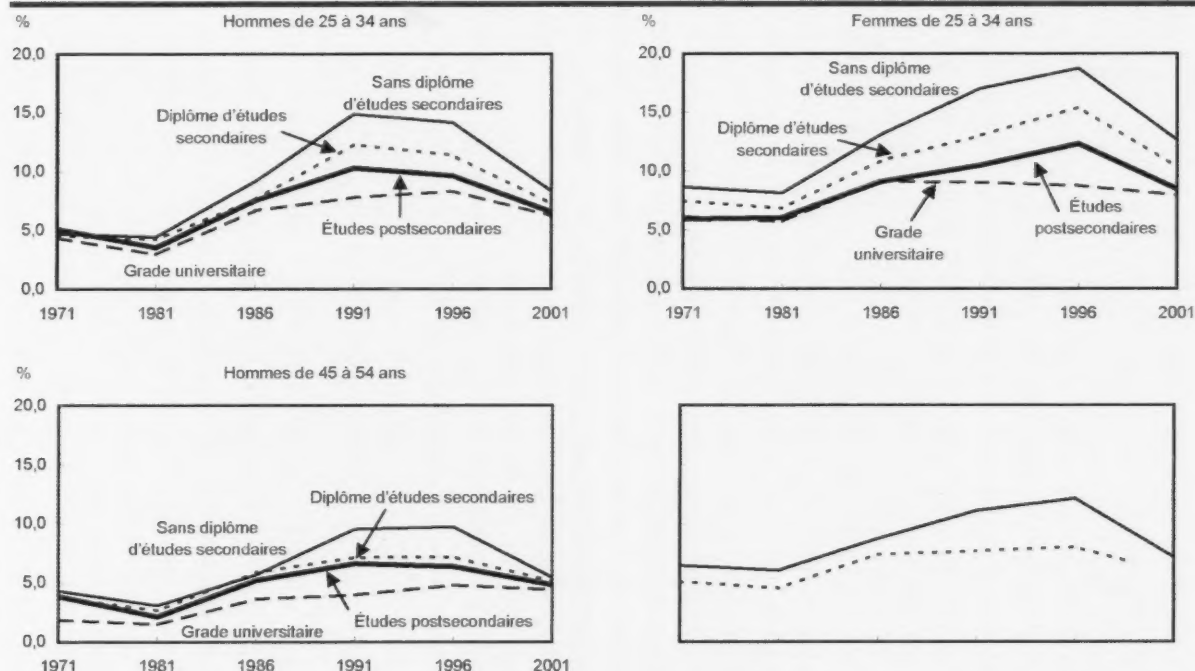 % Hommes de 25 à 34 ans
20,0
15,0
10,0
5,0
0,0
Sans diplôme
d'études secondaires
Diplôme d'études
secondaires
Études postsecondaires
Grade universitaire
1971 1981 1986 1991 1996 2001
% Femmes de 25 à 34 ans
20,0
15,0
10,0
5,0
0,0
Sans diplôme
d'études secondaires
Diplôme d'études
secondaires
Études
postsecondaires
Grade
universitaire
1971 1981 1986 1991 1996 2001
% Hommes de 45 à 54 ans
20,0
15,0
10,0
5,0
0,0
Diplôme d'études secondaires
Sans diplôme
d'études secondaires
Études postsecondaires
Grade universitaire
1971 1981 1986 1991 1996 2001